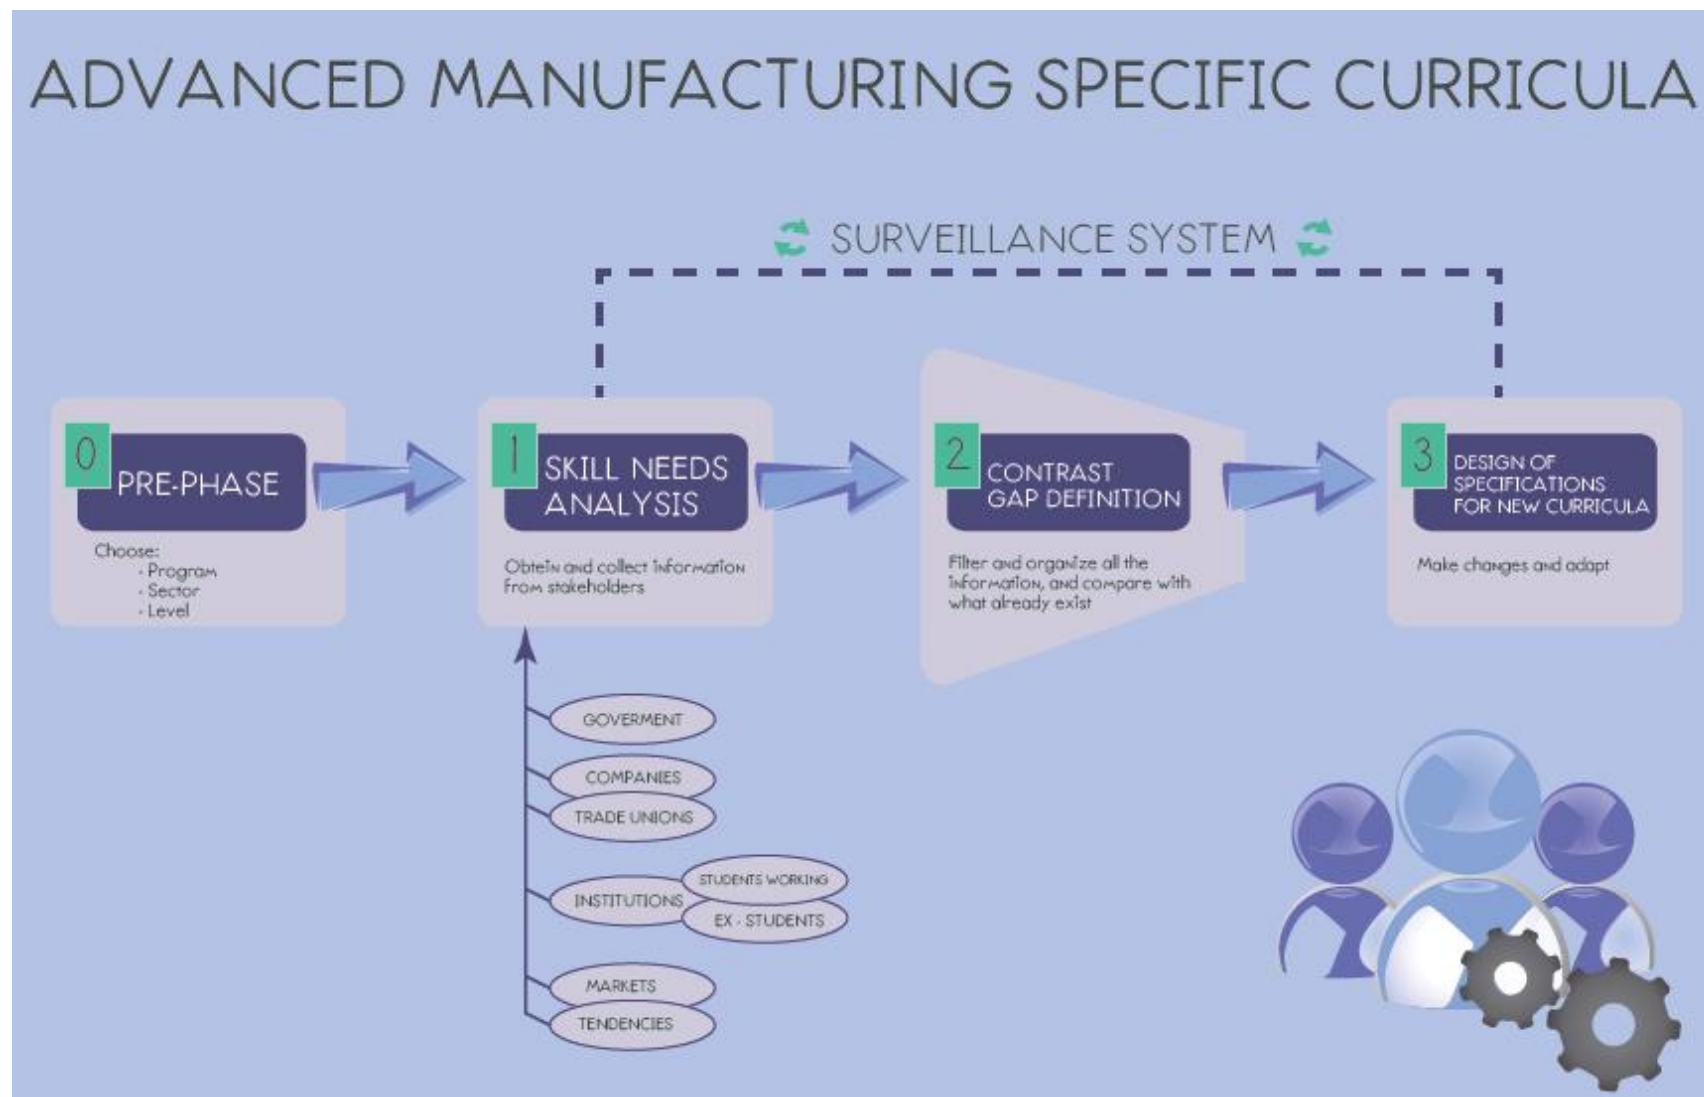 ADVANCED MANUFACTURING SPECIFIC CURRICULA
SURVEILLANCE SYSTEM
0
PRE-PHASE
Choose:
- Program
- Sector
- Level
1
SKILL NEEDS
ANALYSIS
Obtein and collect information
from stakeholders
2
CONTRAST
GAP DEFINITION
Filter and organize all the
information, and compare with
what already exist
3
DESIGN OF
SPECIFICATIONS
FOR NEW CURRICULA
Make changes and adapt
GOVERMENT
COMPANIES
TRADE UNIONS
INSTITUTIONS
STUDENTS WORKING
EX - STUDENTS
MARKETS
TENDENCIES